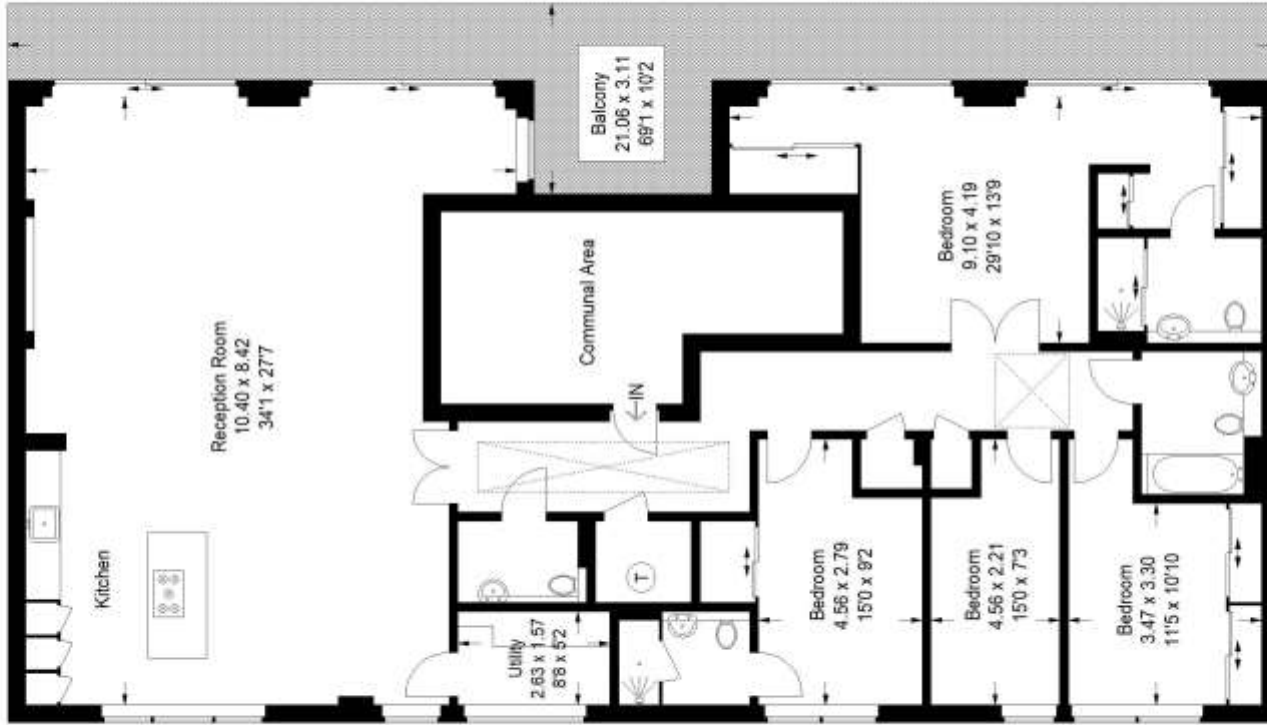 Balcony
21.06 x 3.11
69'1 x 10'2
Reception Room
10.40 x 8.42
34'1 x 27'7
Communal Area
Bedroom
9.10 x 4.19
29'10 x 13'9
IN
Kitchen
T
Utility
2.63 x 1.57
8'8 x 5'2
Bedroom
4.56 x 2.79
15'0 x 9'2
Bedroom
4.56 x 2.21
15'0 x 7'3
Bedroom
3.47 x 3.30
11'5 x 10'10